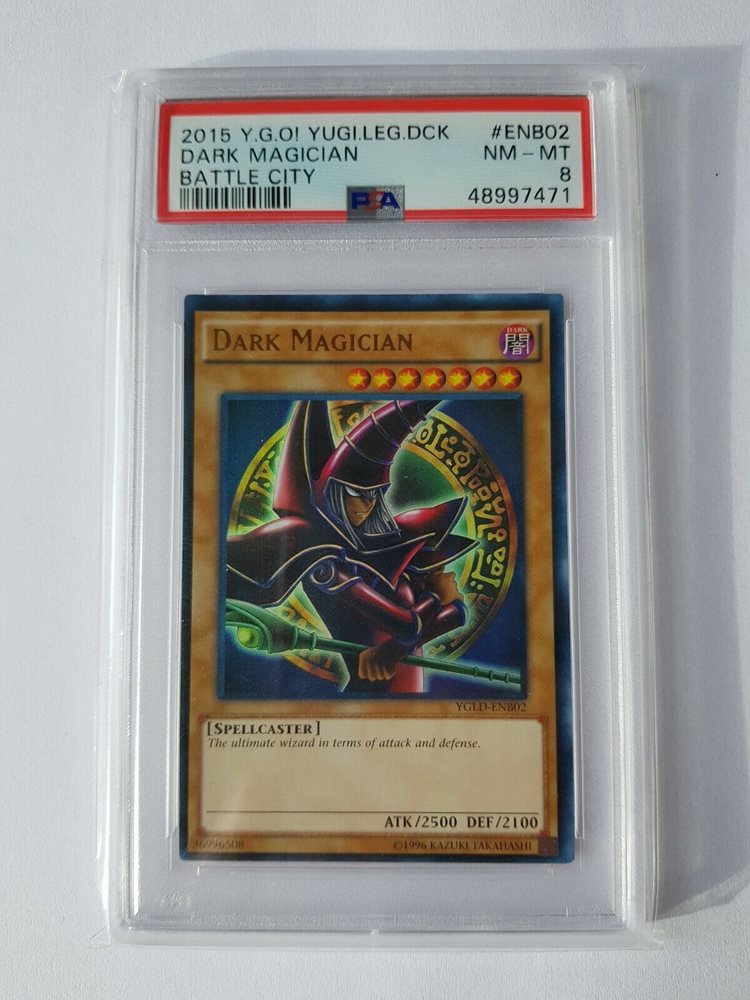 2015 Y.G.O! YUGI.LEG.DCK #ENB02
DARK MAGICIAN NM - MT
BATTLE CITY 8
PSA 48997471
DARK MAGICIAN
DARK
闇
YGLD-ENB02
[SPELLCASTER]
The ultimate wizard in terms of attack and defense.
ATK/2500 DEF/2100
36996508 ©1996 KAZUKI TAKAHASHI